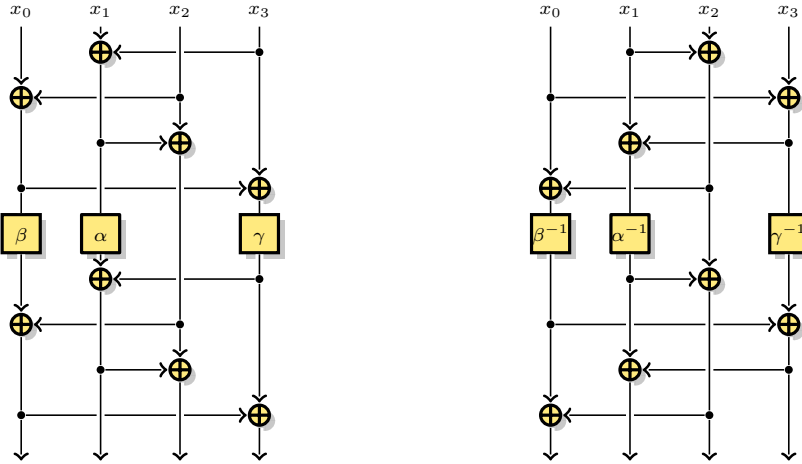 x₀ x₁ x₂ x₃ x₀ x₁ x₂ x₃
β α γ β⁻¹ α⁻¹ γ⁻¹